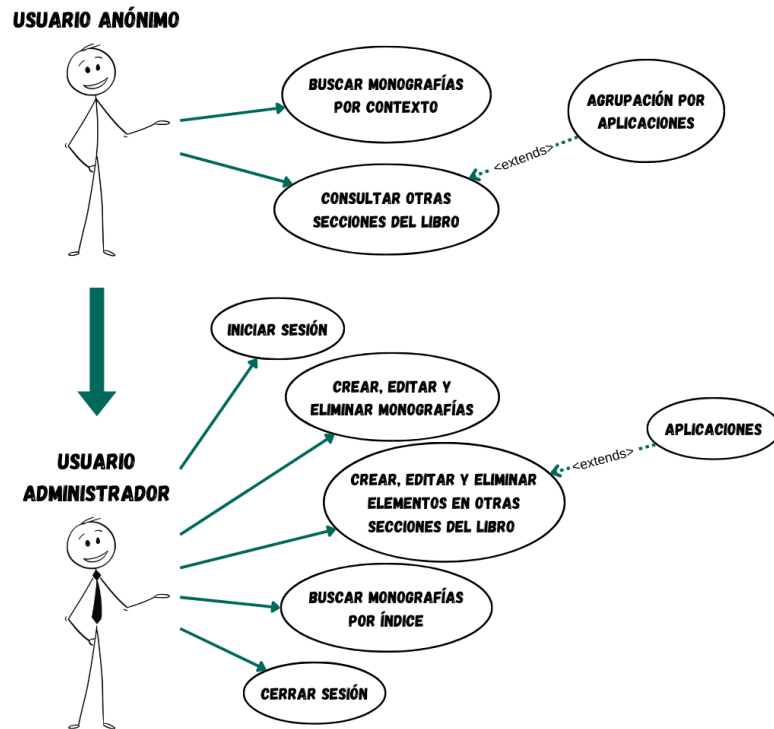 USUARIO ANÓNIMO
BUSCAR MONOGRAFÍAS
POR CONTEXTO
AGRUPACIÓN POR
APLICACIONES
<extends>
CONSULTAR OTRAS
SECCIONES DEL LIBRO
INICIAR SESIÓN
CREAR, EDITAR Y
ELIMINAR MONOGRAFÍAS
APLICACIONES
<extends>
USUARIO
ADMINISTRADOR
CREAR, EDITAR Y ELIMINAR
ELEMENTOS EN OTRAS
SECCIONES DEL LIBRO
BUSCAR MONOGRAFÍAS
POR ÍNDICE
CERRAR SESIÓN